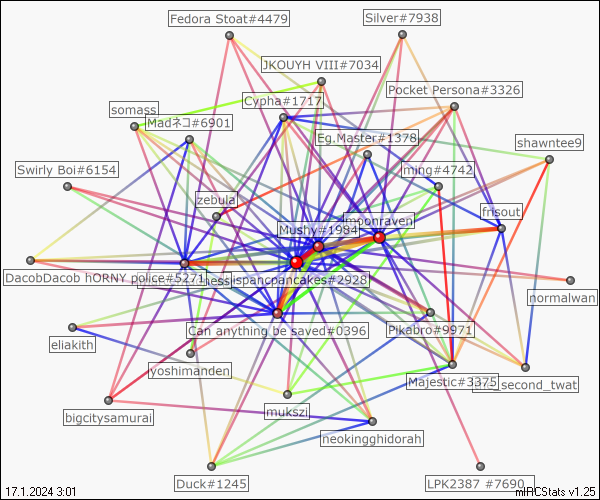 Fedora Stoat#4479
Silver#7938
JKOUYH VIII#7034
Pocket Persona#3326
Cypha#1717
somass
Madネコ#6901
Eg.Master#1378
shawntee9
Swirly Boi#6154
ming#4742
zebula
frisout
moonraven
Mushy#1984
DacobDacob hORNY police#5271
hess
ispancpancakes#2928
normalwan
Can anything be saved#0396
Pikabro#9971
eliakith
yoshimanden
Majestic#3375
second_twat
mukszi
bigcitysamurai
neokingghidorah
Duck#1245
LPK2387 #7690
17.1.2024 3:01
mIRCStats v1.25